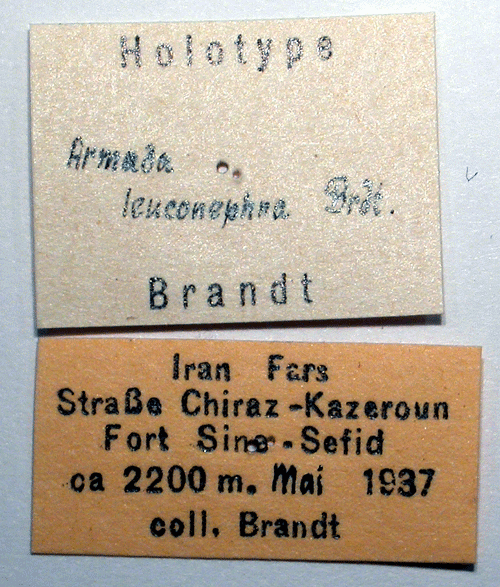 Holotype
Armada
leuconephra Brdt.
Brandt
Iran Fars
Straße Chiraz-Kazeroun
Fort Sine-Sefid
ca 2200 m. Mai 1937
coll. Brandt